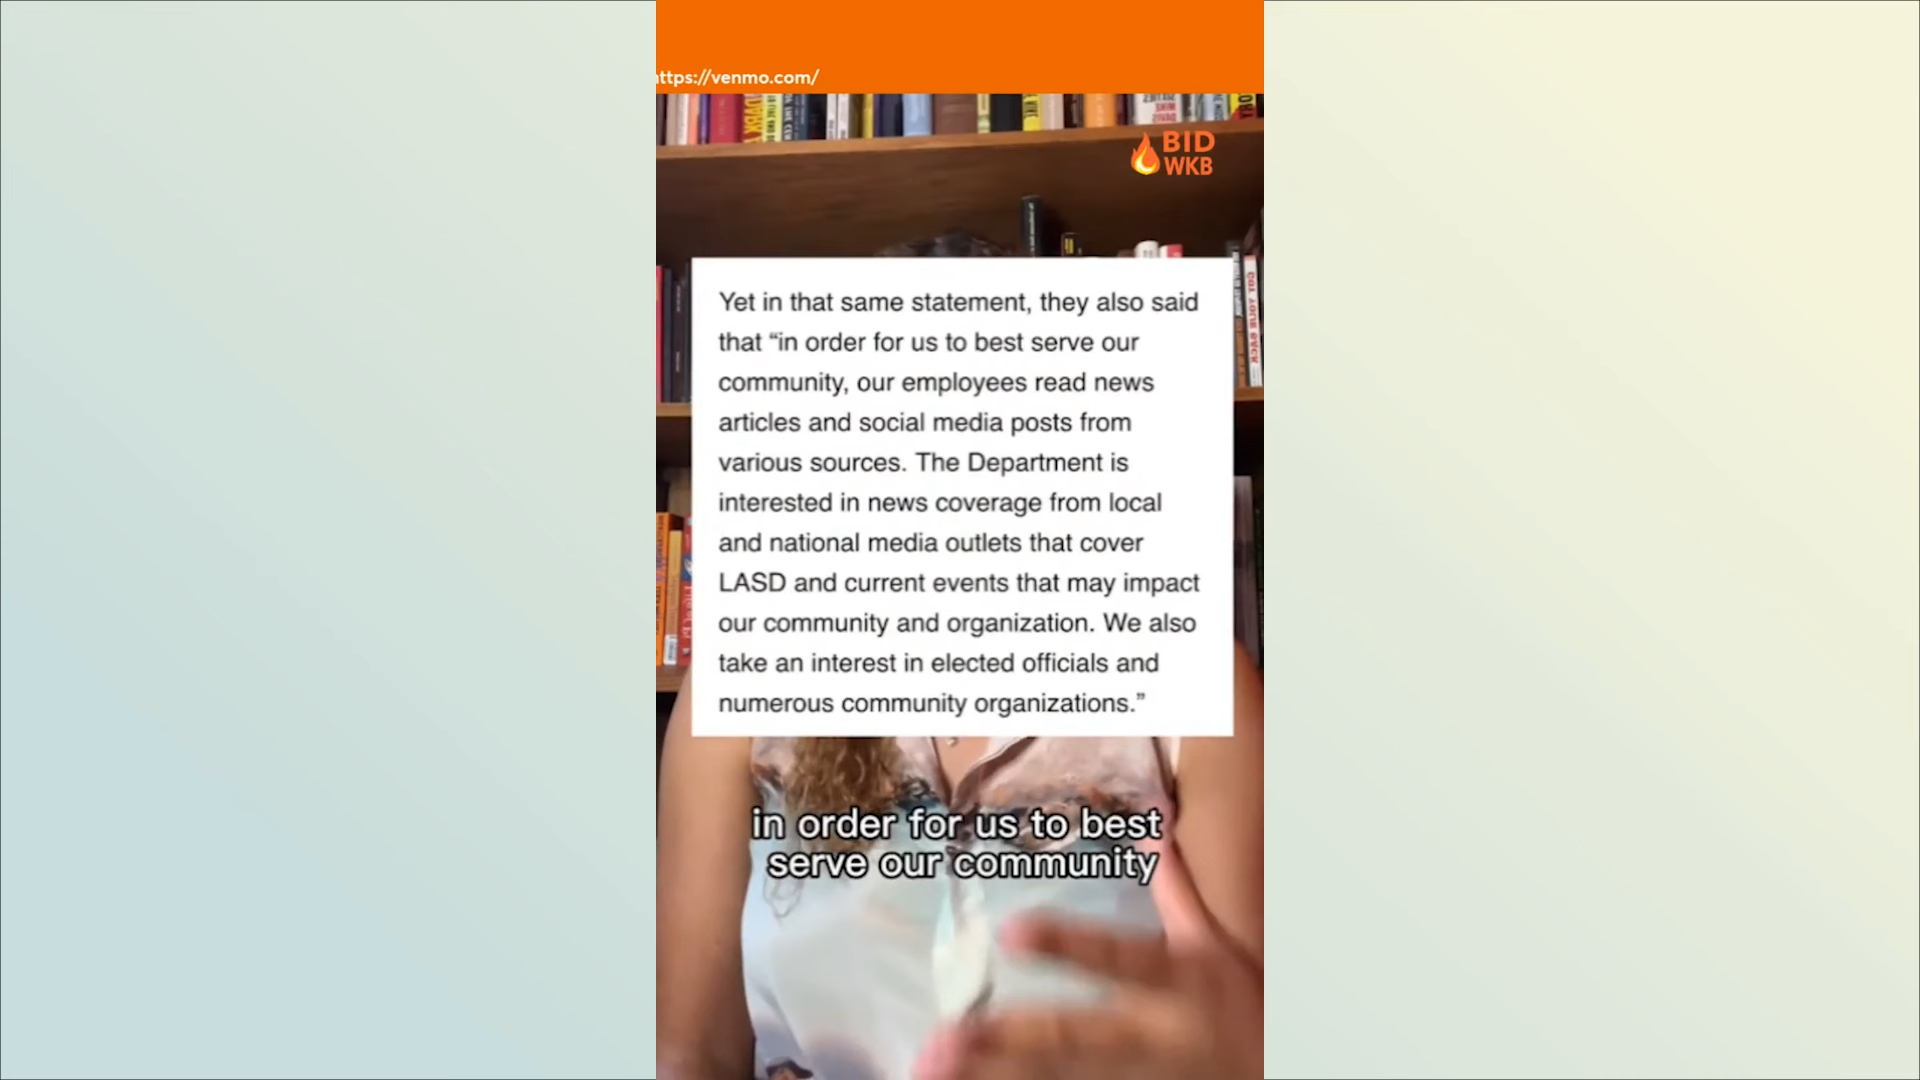 ttps://venmo.com/
BID
WKB
Yet in that same statement, they also said
that “in order for us to best serve our
community, our employees read news
articles and social media posts from
various sources. The Department is
interested in news coverage from local
and national media outlets that cover
LASD and current events that may impact
our community and organization. We also
take an interest in elected officials and
numerous community organizations.”
in order for us to best
serve our community